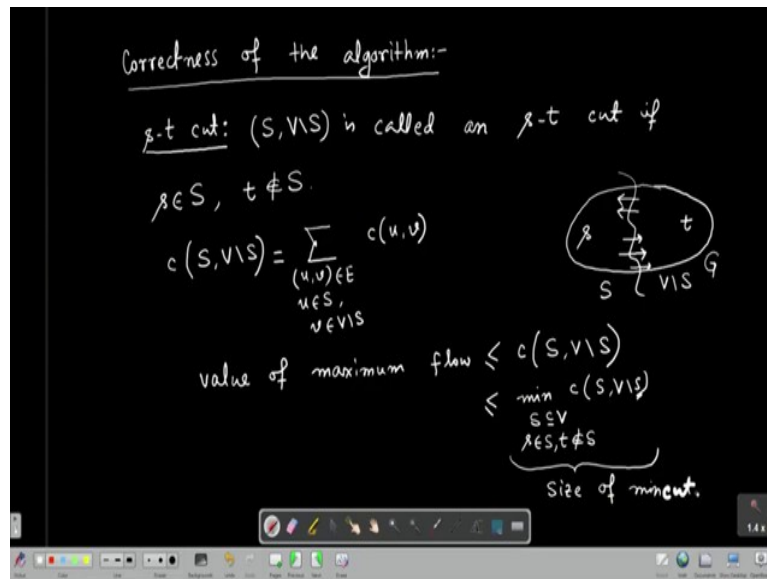 Correctness of the algorithm:-
s-t cut: (S, V\S) is called an s-t cut if
s∈S, t∉S.
c(S, V\S) = ∑ c(u,v)
(u,v)∈E
u∈S,
v∈V\S
s t
S V\S G
value of maximum flow ≤ c(S, V\S)
≤ min c(S, V\S)
S⊆V
s∈S, t∉S
size of mincut.
1.4 x